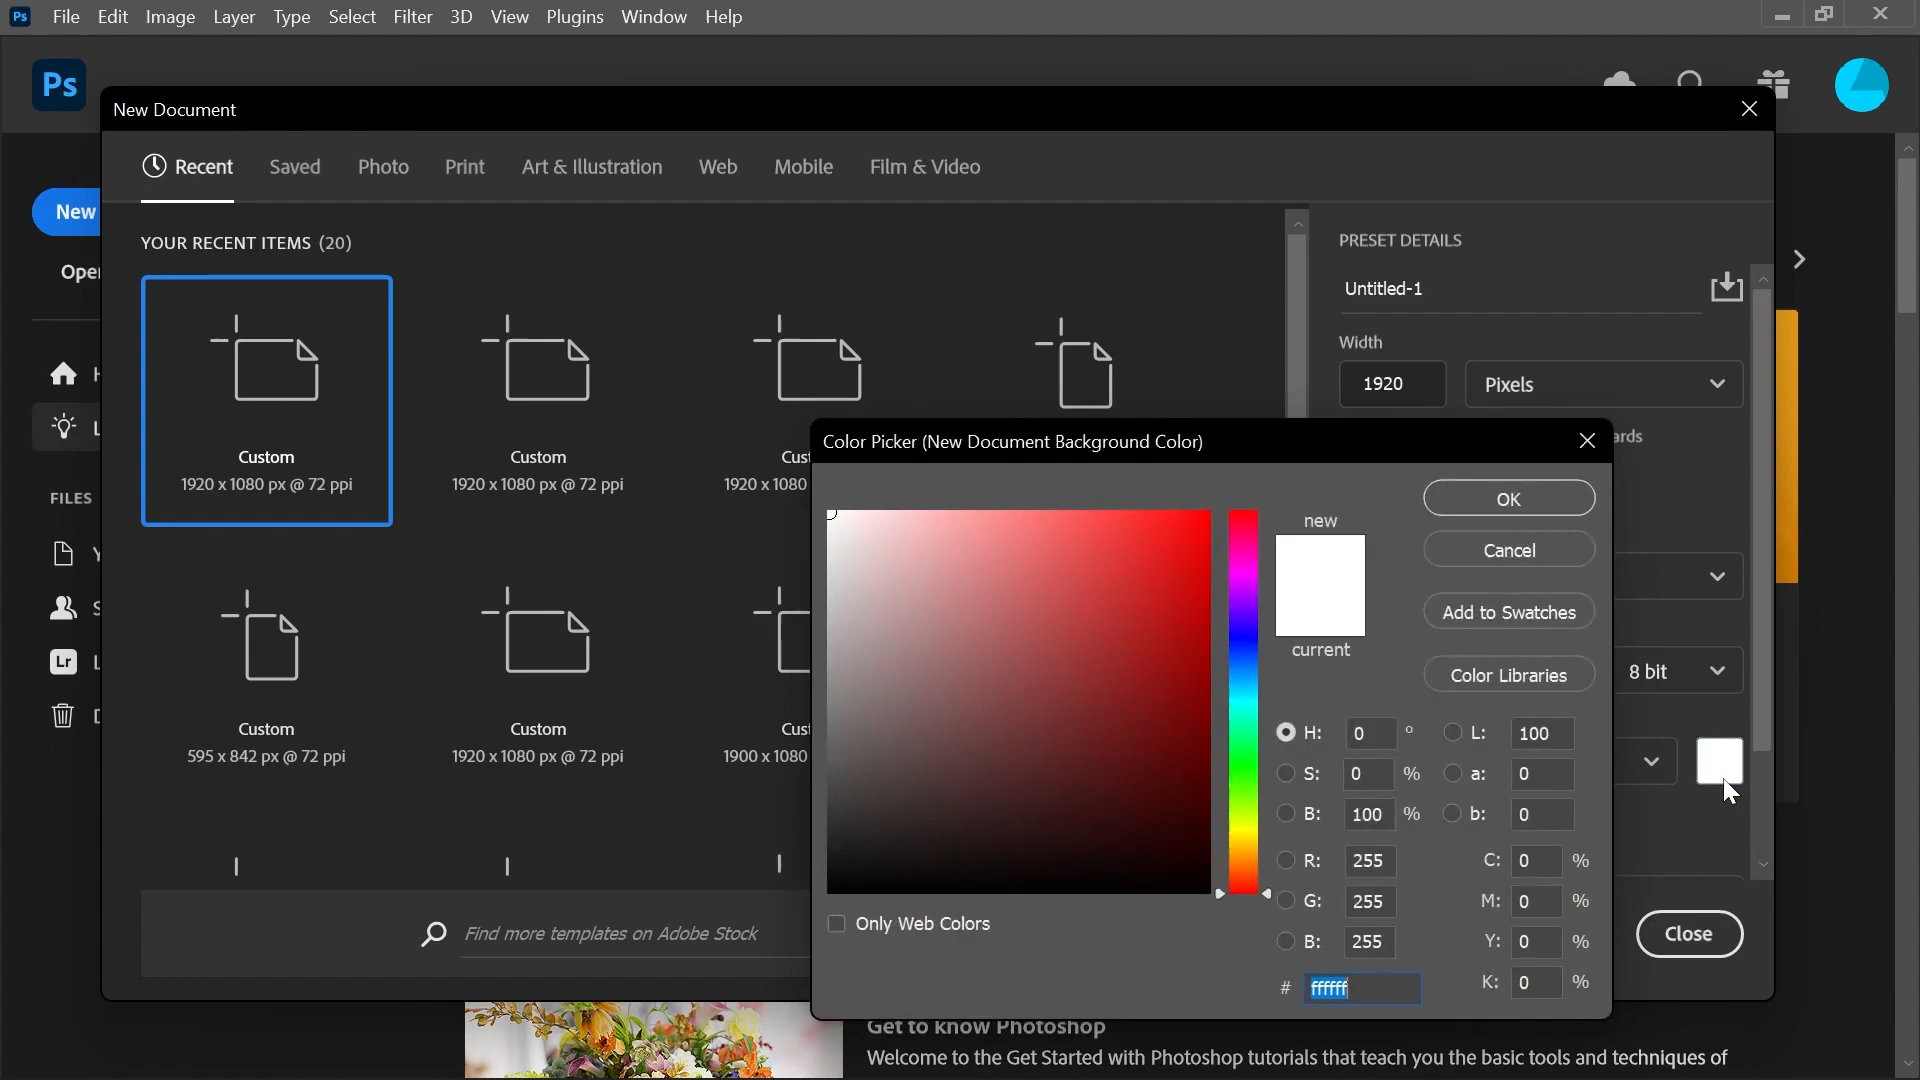 Ps File Edit Image Layer Type Select Filter 3D View Plugins Window Help
Ps
New Document
Recent Saved Photo Print Art & Illustration Web Mobile Film & Video
New
YOUR RECENT ITEMS (20)
PRESET DETAILS
Untitled-1
Width
1920 Pixels
Custom
1920 x 1080 px @ 72 ppi
Custom
1920 x 1080 px @ 72 ppi
1920 x 1080
FILES
Lr
Custom
595 x 842 px @ 72 ppi
Custom
1920 x 1080 px @ 72 ppi
1900 x 1080
Find more templates on Adobe Stock
Color Picker (New Document Background Color)
OK
new
Cancel
Add to Swatches
current
Color Libraries
8 bit
H: 0 ° L: 100
S: 0 % a: 0
B: 100 % b: 0
R: 255 C: 0 %
G: 255 M: 0 %
B: 255 Y: 0 %
# ffffff K: 0 %
Only Web Colors
Close
Get to know Photoshop
Welcome to the Get Started with Photoshop tutorials that teach you the basic tools and techniques of